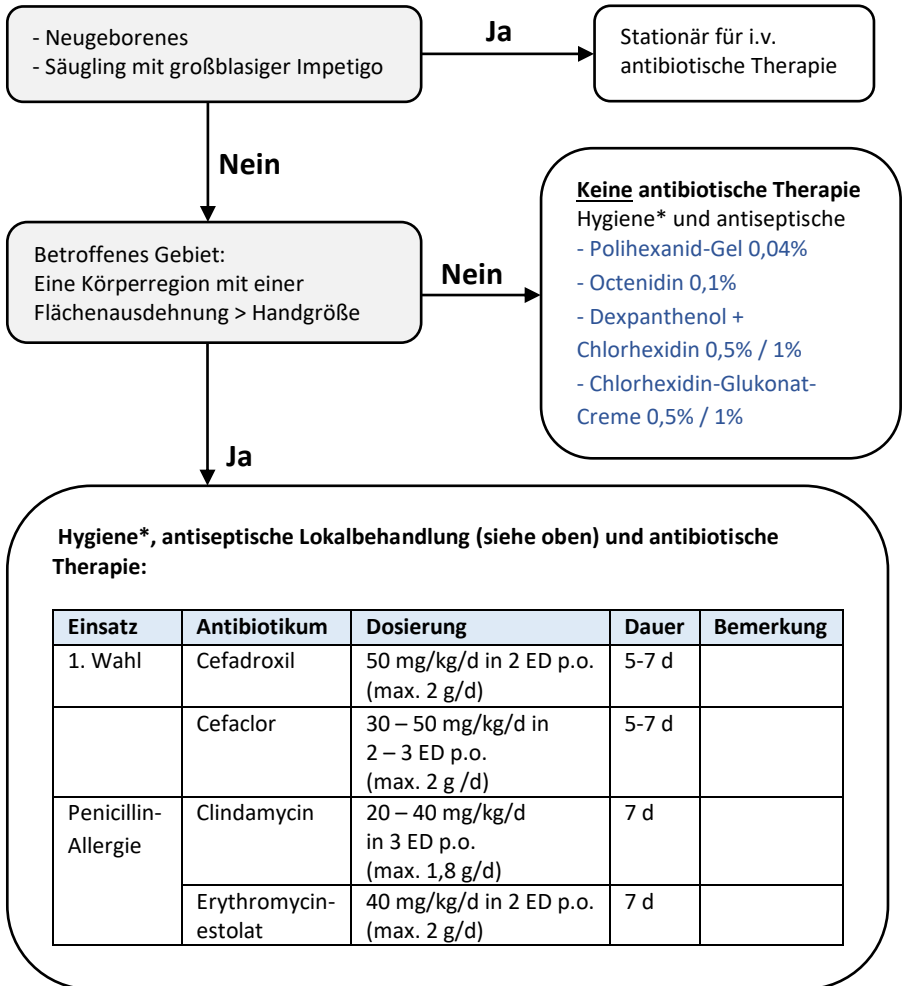 - Neugeborenes
- Säugling mit großblasiger Impetigo
Ja
Stationär für i.v.
antibiotische Therapie
Nein
Betroffenes Gebiet:
Eine Körperregion mit einer
Flächenausdehnung > Handgröße
Nein
Keine antibiotische Therapie
Hygiene* und antiseptische
- Polihexanid-Gel 0,04%
- Octenidin 0,1%
- Dexpanthenol +
Chlorhexidin 0,5% / 1%
- Chlorhexidin-Glukonat-
Creme 0,5% / 1%
Ja
Hygiene*, antiseptische Lokalbehandlung (siehe oben) und antibiotische
Therapie:
Einsatz Antibiotikum Dosierung Dauer Bemerkung
1. Wahl Cefadroxil 50 mg/kg/d in 2 ED p.o. 5-7 d
(max. 2 g/d)
Cefaclor 30 – 50 mg/kg/d in 5-7 d
2 – 3 ED p.o.
(max. 2 g /d)
Penicillin- Clindamycin 20 – 40 mg/kg/d 7 d
Allergie in 3 ED p.o.
(max. 1,8 g/d)
Erythromycin- 40 mg/kg/d in 2 ED p.o. 7 d
estolat (max. 2 g/d)